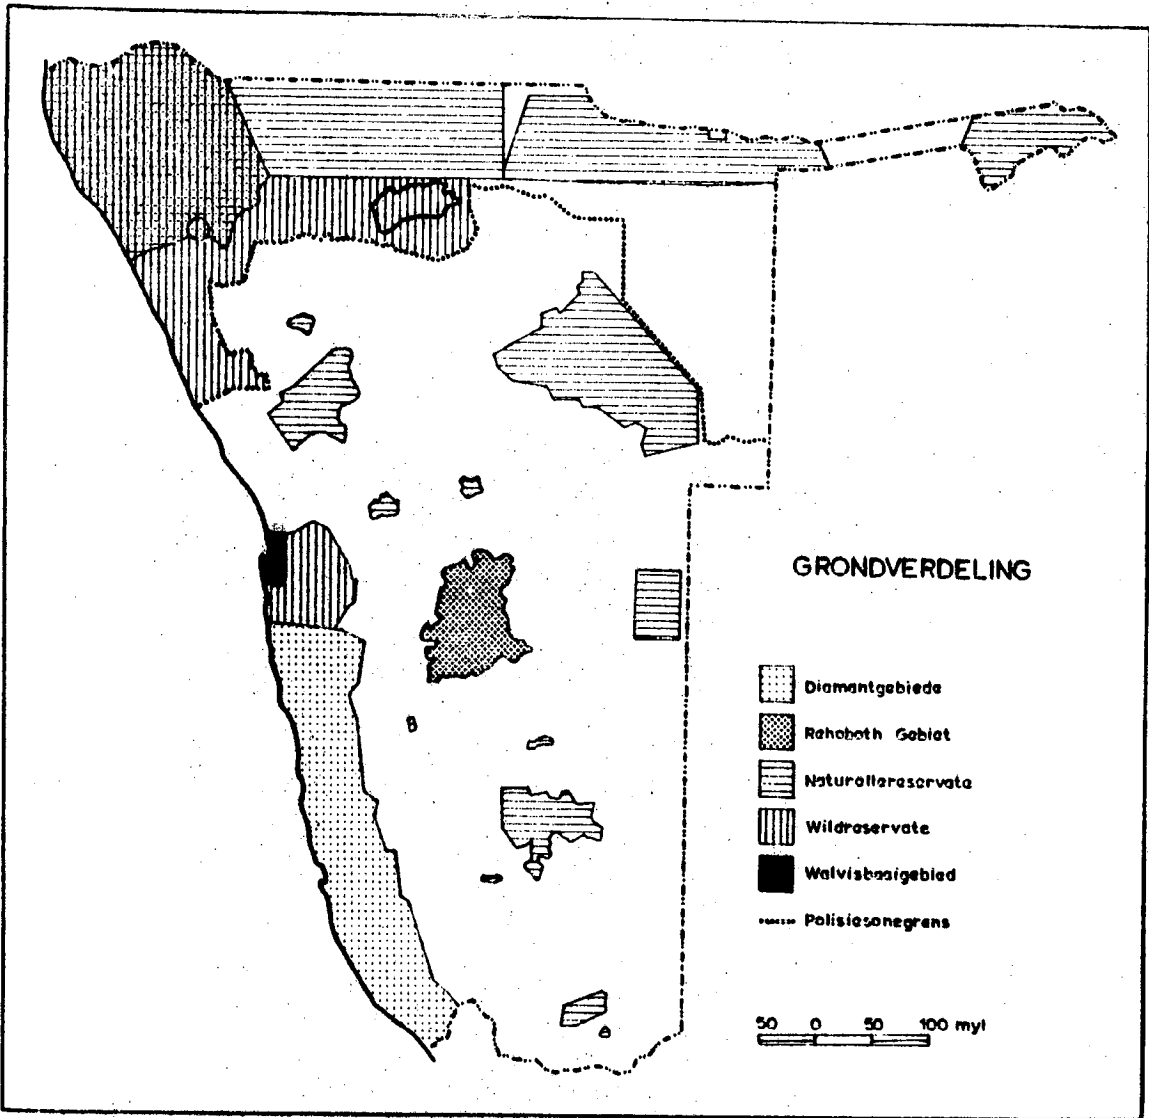 GRONDVERDELING
Diamantgebiede
Rehoboth Gebiet
Naturellereservate
Wildreservate
Walvisbaaigebied
Polisiesonegrens
50 0 50 100 myl